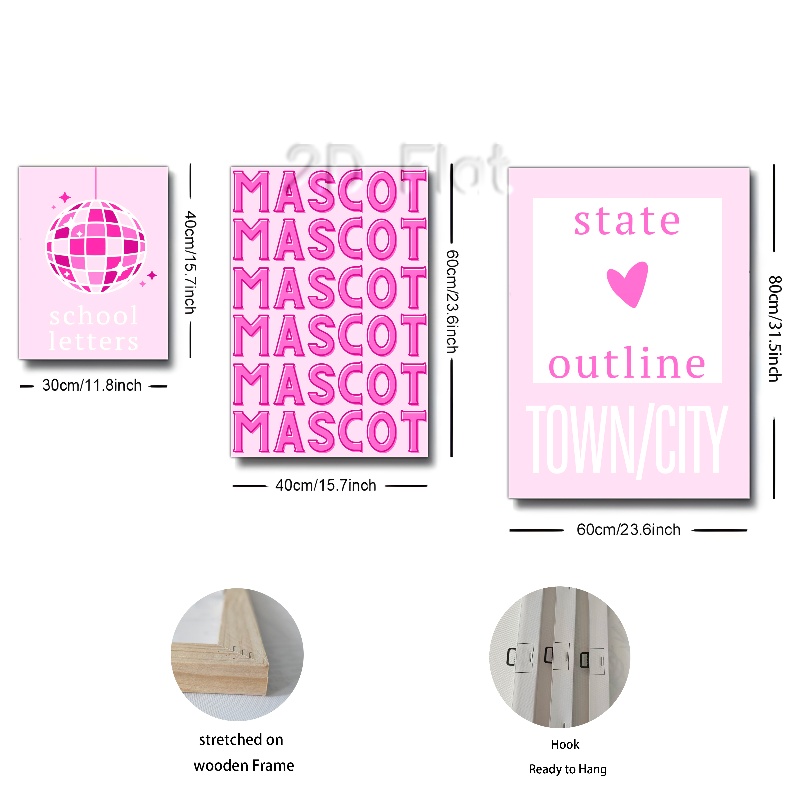 2D Flat
school
letters
40cm/15.7inch
30cm/11.8inch
MASCOT
MASCOT
MASCOT
MASCOT
MASCOT
MASCOT
60cm/23.6inch
40cm/15.7inch
state
outline
TOWN/CITY
80cm/31.5inch
60cm/23.6inch
stretched on
wooden Frame
Hook
Ready to Hang